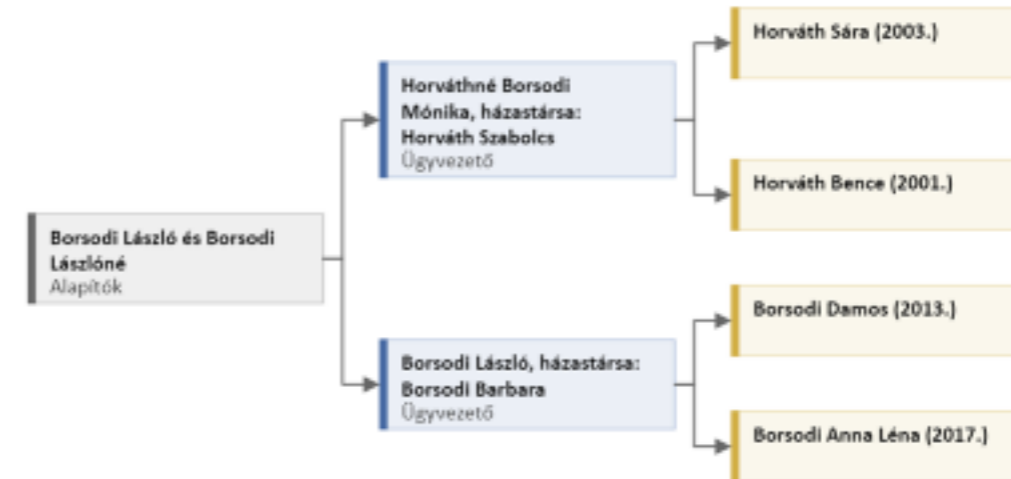 Borsodi László és Borsodi
Lászlóné
Alapítók
Horváthné Borsodi
Mónika, házastársa:
Horváth Szabolcs
Ügyvezető
Horváth Sára (2003.)
Horváth Bence (2001.)
Borsodi László, házastársa:
Borsodi Barbara
Ügyvezető
Borsodi Damos (2013.)
Borsodi Anna Léna (2017.)